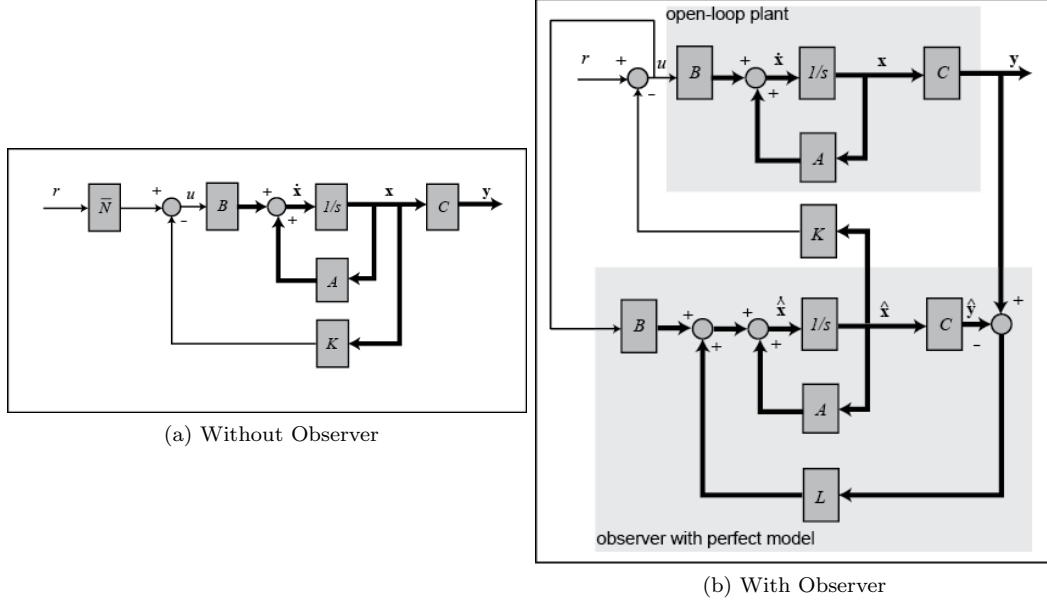 r
N̅
+
-
u
B
+
+
ẋ
1/s
x
C
y
A
K
(a) Without Observer
open-loop plant
r
+
-
u
B
+
+
ẋ
1/s
x
C
y
A
K
B
+
+
+
+
x̂̇
1/s
x̂
C
ŷ
+
-
A
L
observer with perfect model
(b) With Observer